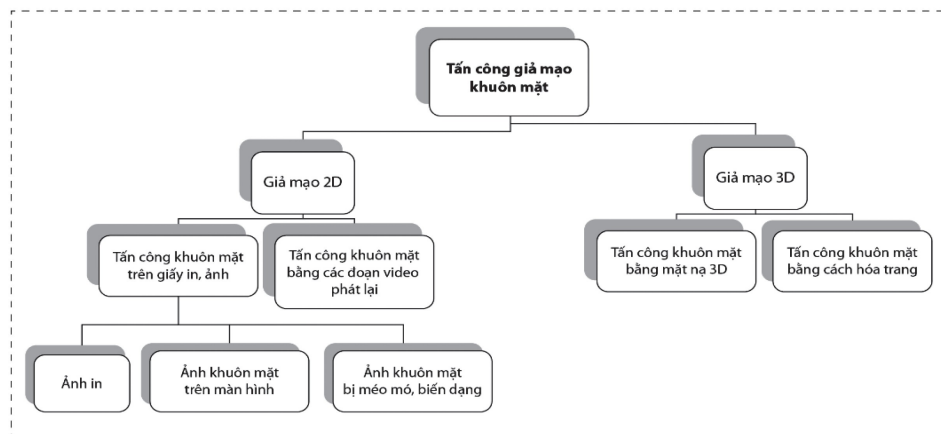 Tấn công giả mạo
khuôn mặt
Giả mạo 2D
Giả mạo 3D
Tấn công khuôn mặt
trên giấy in, ảnh
Tấn công khuôn mặt
bằng các đoạn video
phát lại
Tấn công khuôn mặt
bằng mặt nạ 3D
Tấn công khuôn mặt
bằng cách hóa trang
Ảnh in
Ảnh khuôn mặt
trên màn hình
Ảnh khuôn mặt
bị méo mó, biến dạng